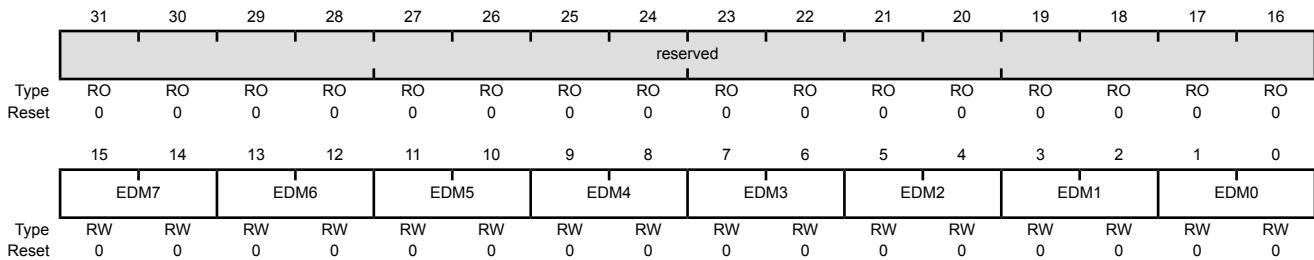 31 30 29 28 27 26 25 24 23 22 21 20 19 18 17 16
reserved
Type RO RO RO RO RO RO RO RO RO RO RO RO RO RO RO RO
Reset 0 0 0 0 0 0 0 0 0 0 0 0 0 0 0 0
15 14 13 12 11 10 9 8 7 6 5 4 3 2 1 0
EDM7 EDM6 EDM5 EDM4 EDM3 EDM2 EDM1 EDM0
Type RW RW RW RW RW RW RW RW RW RW RW RW RW RW RW RW
Reset 0 0 0 0 0 0 0 0 0 0 0 0 0 0 0 0